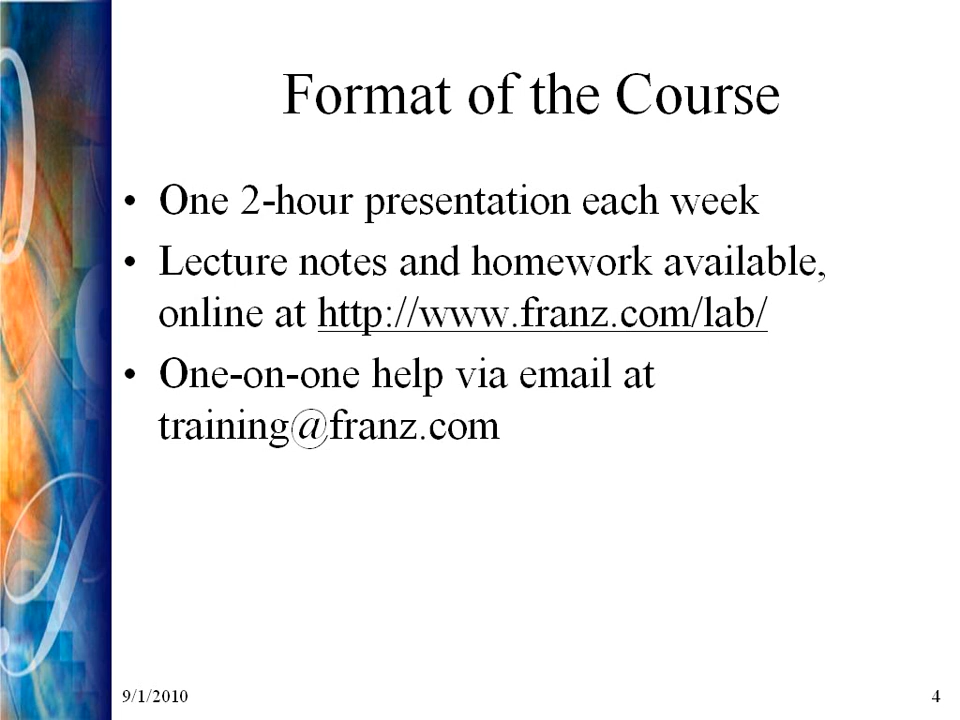 Format of the Course
• One 2-hour presentation each week
• Lecture notes and homework available,
online at http://www.franz.com/lab/
• One-on-one help via email at
training@franz.com
9/1/2010
4